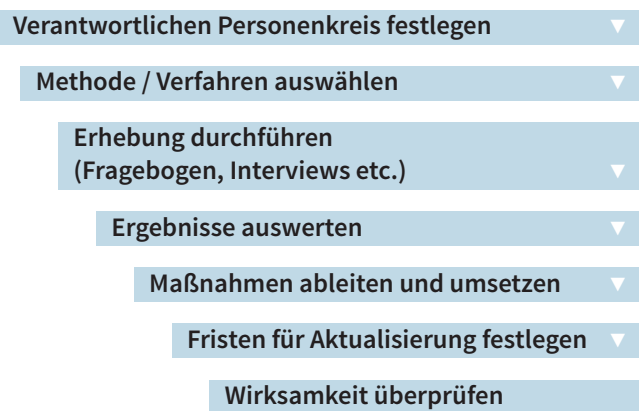 Verantwortlichen Personenkreis festlegen
Methode / Verfahren auswählen
Erhebung durchführen
(Fragebogen, Interviews etc.)
Ergebnisse auswerten
Maßnahmen ableiten und umsetzen
Fristen für Aktualisierung festlegen
Wirksamkeit überprüfen